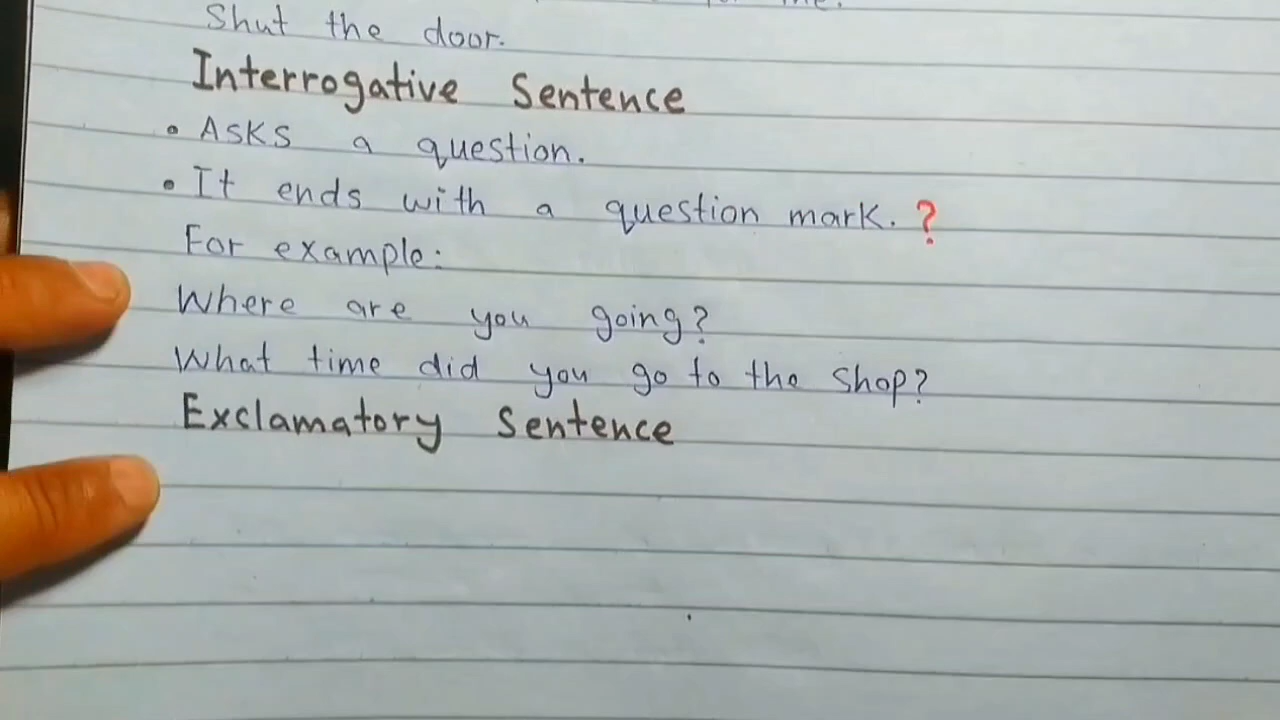 me.
Shut the door.
Interrogative Sentence
• Asks a question.
• It ends with a question mark. ?
For example:
Where are you going?
What time did you go to the shop?
Exclamatory Sentence